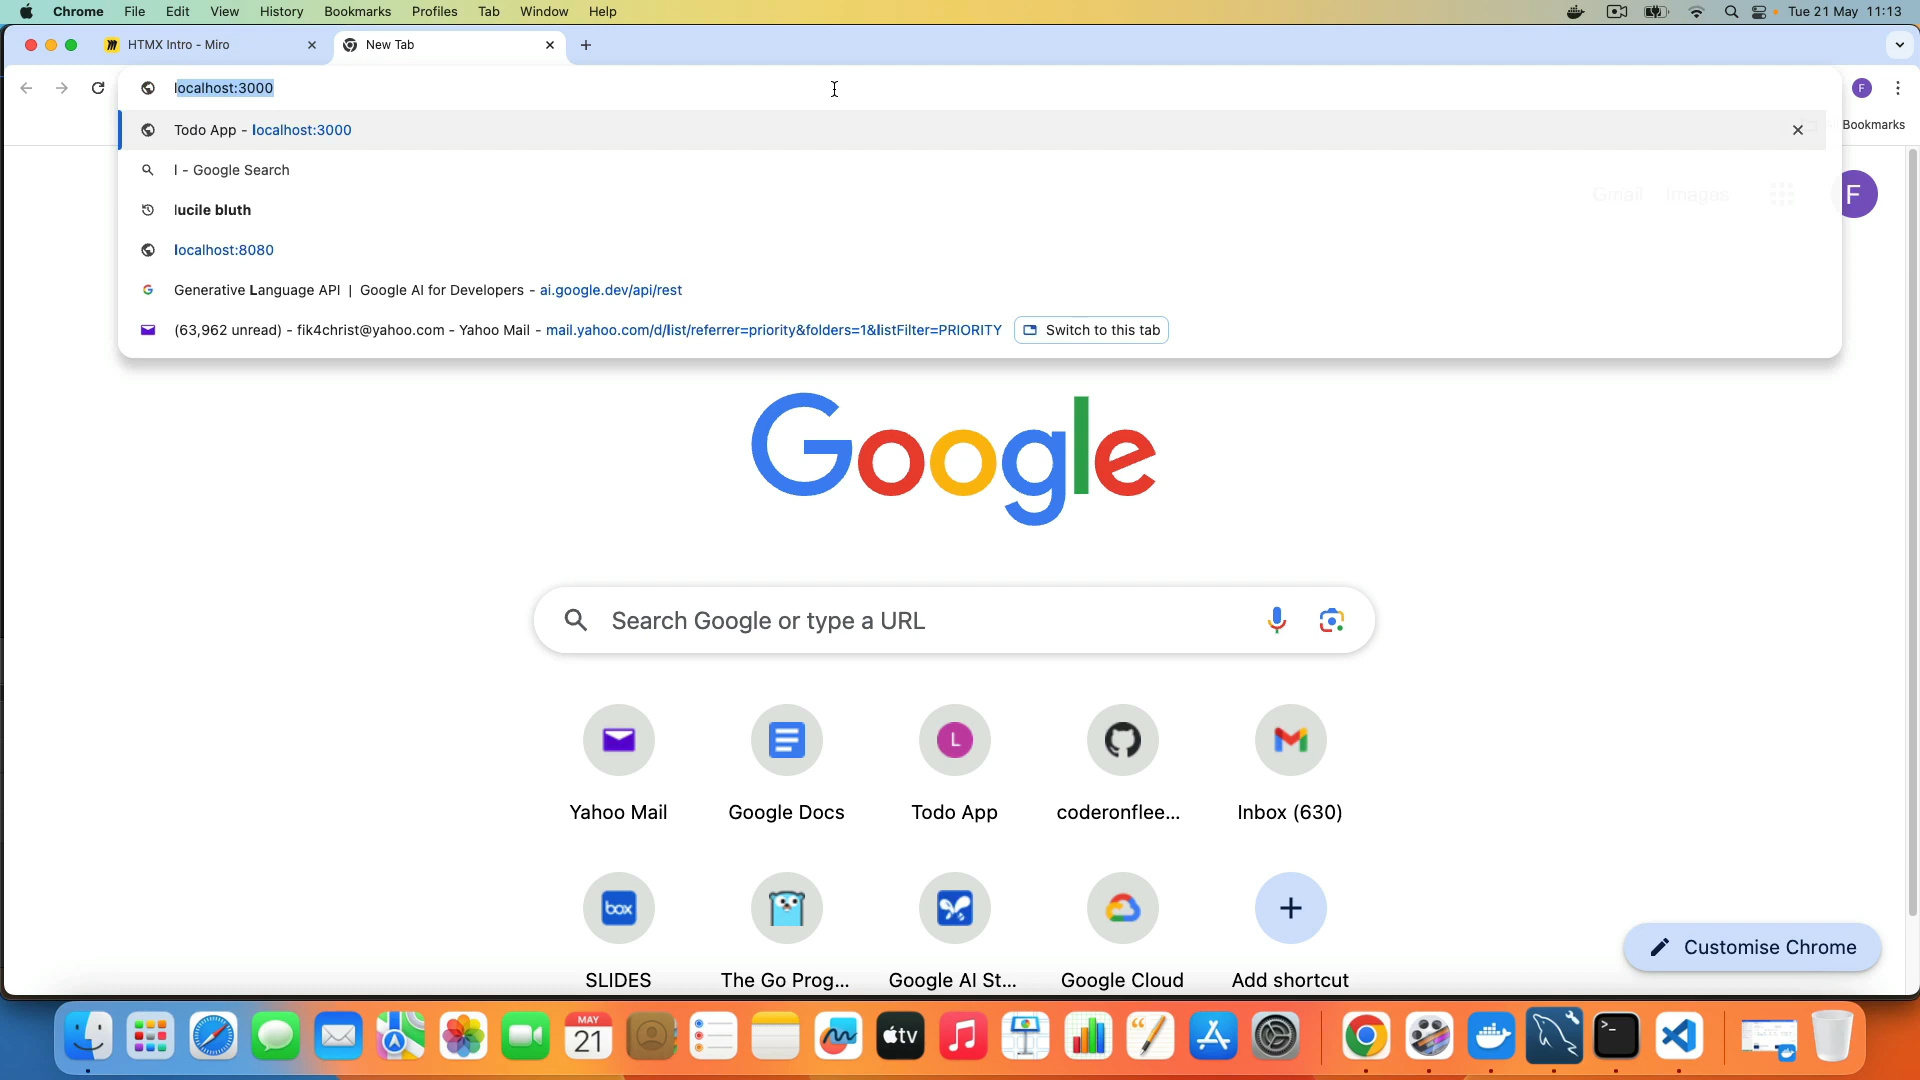 Chrome File Edit View History Bookmarks Profiles Tab Window Help Tue 21 May 11:13
HTMX Intro - Miro New Tab
localhost:3000
F
Todo App - localhost:3000
Bookmarks
l - Google Search
Gmail Images F
lucile bluth
localhost:8080
Generative Language API | Google AI for Developers - ai.google.dev/api/rest
(63,962 unread) - fik4christ@yahoo.com - Yahoo Mail - mail.yahoo.com/d/list/referrer=priority&folders=1&listFilter=PRIORITY Switch to this tab
Google
Search Google or type a URL
L
Yahoo Mail Google Docs Todo App coderonflee... Inbox (630)
box
Customise Chrome
SLIDES The Go Prog... Google AI St... Google Cloud Add shortcut
MAY
21
tv